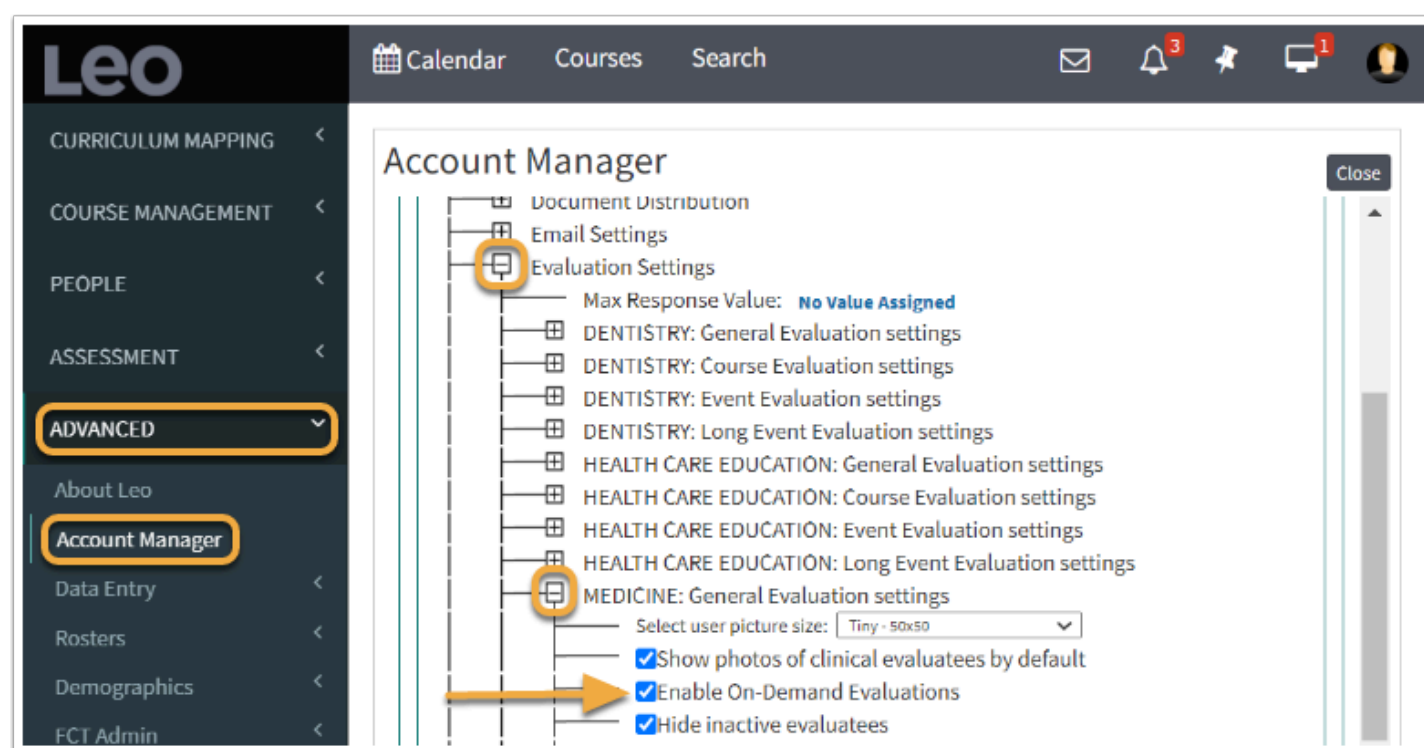 Leo
Calendar Courses Search 3 1
CURRICULUM MAPPING
COURSE MANAGEMENT
PEOPLE
ASSESSMENT
ADVANCED
About Leo
Account Manager
Data Entry
Rosters
Demographics
FCT Admin
Account Manager
Close
Document Distribution
Email Settings
Evaluation Settings
Max Response Value: No Value Assigned
DENTISTRY: General Evaluation settings
DENTISTRY: Course Evaluation settings
DENTISTRY: Event Evaluation settings
DENTISTRY: Long Event Evaluation settings
HEALTH CARE EDUCATION: General Evaluation settings
HEALTH CARE EDUCATION: Course Evaluation settings
HEALTH CARE EDUCATION: Event Evaluation settings
HEALTH CARE EDUCATION: Long Event Evaluation settings
MEDICINE: General Evaluation settings
Select user picture size: Tiny - 50x50
Show photos of clinical evaluatees by default
Enable On-Demand Evaluations
Hide inactive evaluatees